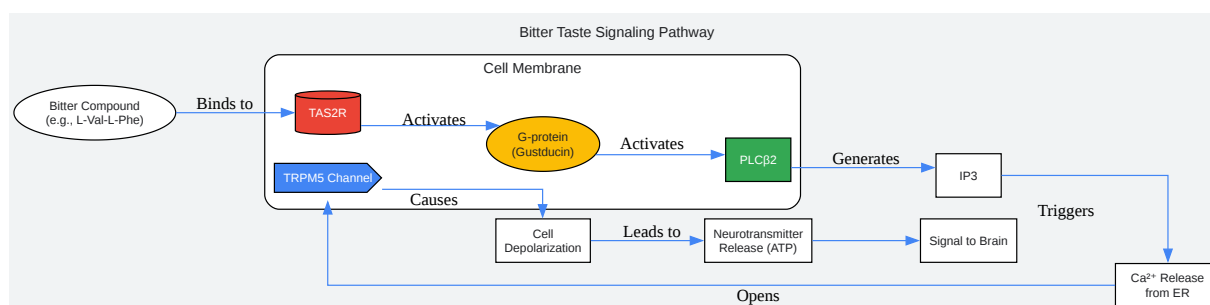 Bitter Taste Signaling Pathway
Cell Membrane
Bitter Compound
(e.g., L-Val-L-Phe)
Binds to
TAS2R
Activates
G-protein
(Gustducin)
Activates
PLCβ2
Generates
IP3
Triggers
Ca²⁺ Release
from ER
Opens
TRPM5 Channel
Causes
Cell
Depolarization
Leads to
Neurotransmitter
Release (ATP)
Signal to Brain